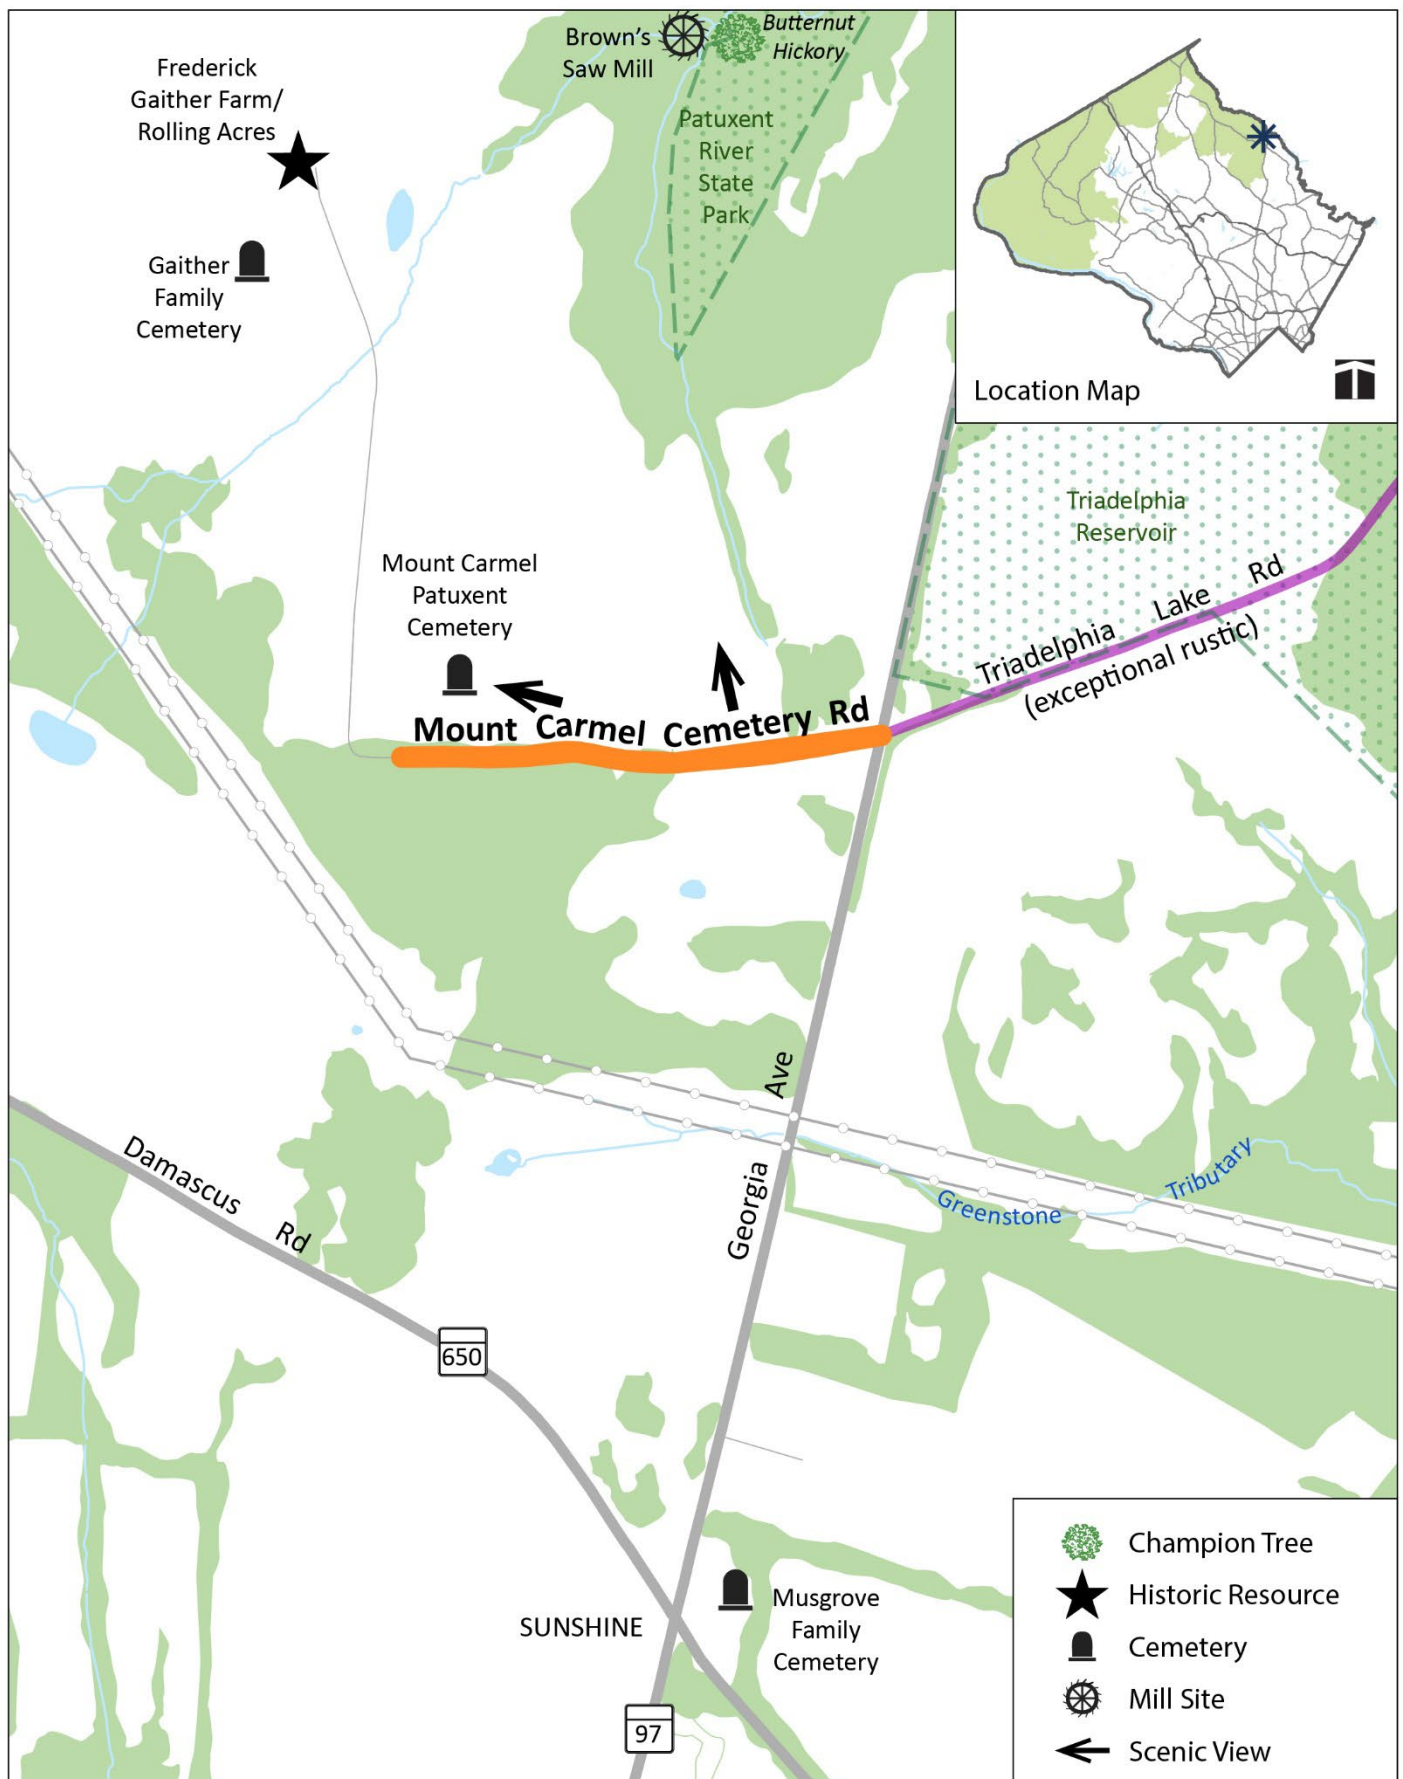 Brown's
Saw Mill
Butternut
Hickory
Frederick
Gaither Farm/
Rolling Acres
Patuxent
River
State
Park
Gaither
Family
Cemetery
Location Map
Triadelphia
Reservoir
Mount Carmel
Patuxent
Cemetery
Triadelphia Lake Rd
(exceptional rustic)
Mount Carmel Cemetery Rd
Georgia Ave
Damascus Rd
Greenstone Tributary
650
SUNSHINE
Musgrove
Family
Cemetery
97
Champion Tree
Historic Resource
Cemetery
Mill Site
Scenic View